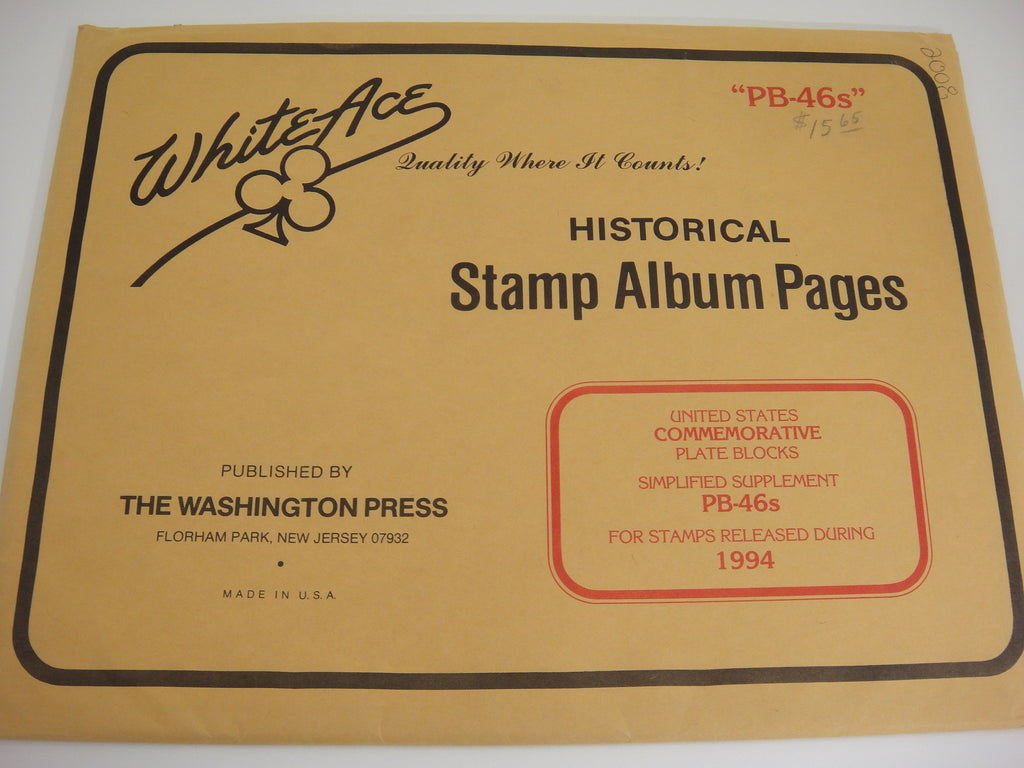 2008
"PB-46s"
$15 65
White Ace
Quality Where It Counts!
HISTORICAL
Stamp Album Pages
PUBLISHED BY
THE WASHINGTON PRESS
FLORHAM PARK, NEW JERSEY 07932
•
MADE IN U.S.A.
UNITED STATES
COMMEMORATIVE
PLATE BLOCKS
SIMPLIFIED SUPPLEMENT
PB-46s
FOR STAMPS RELEASED DURING
1994